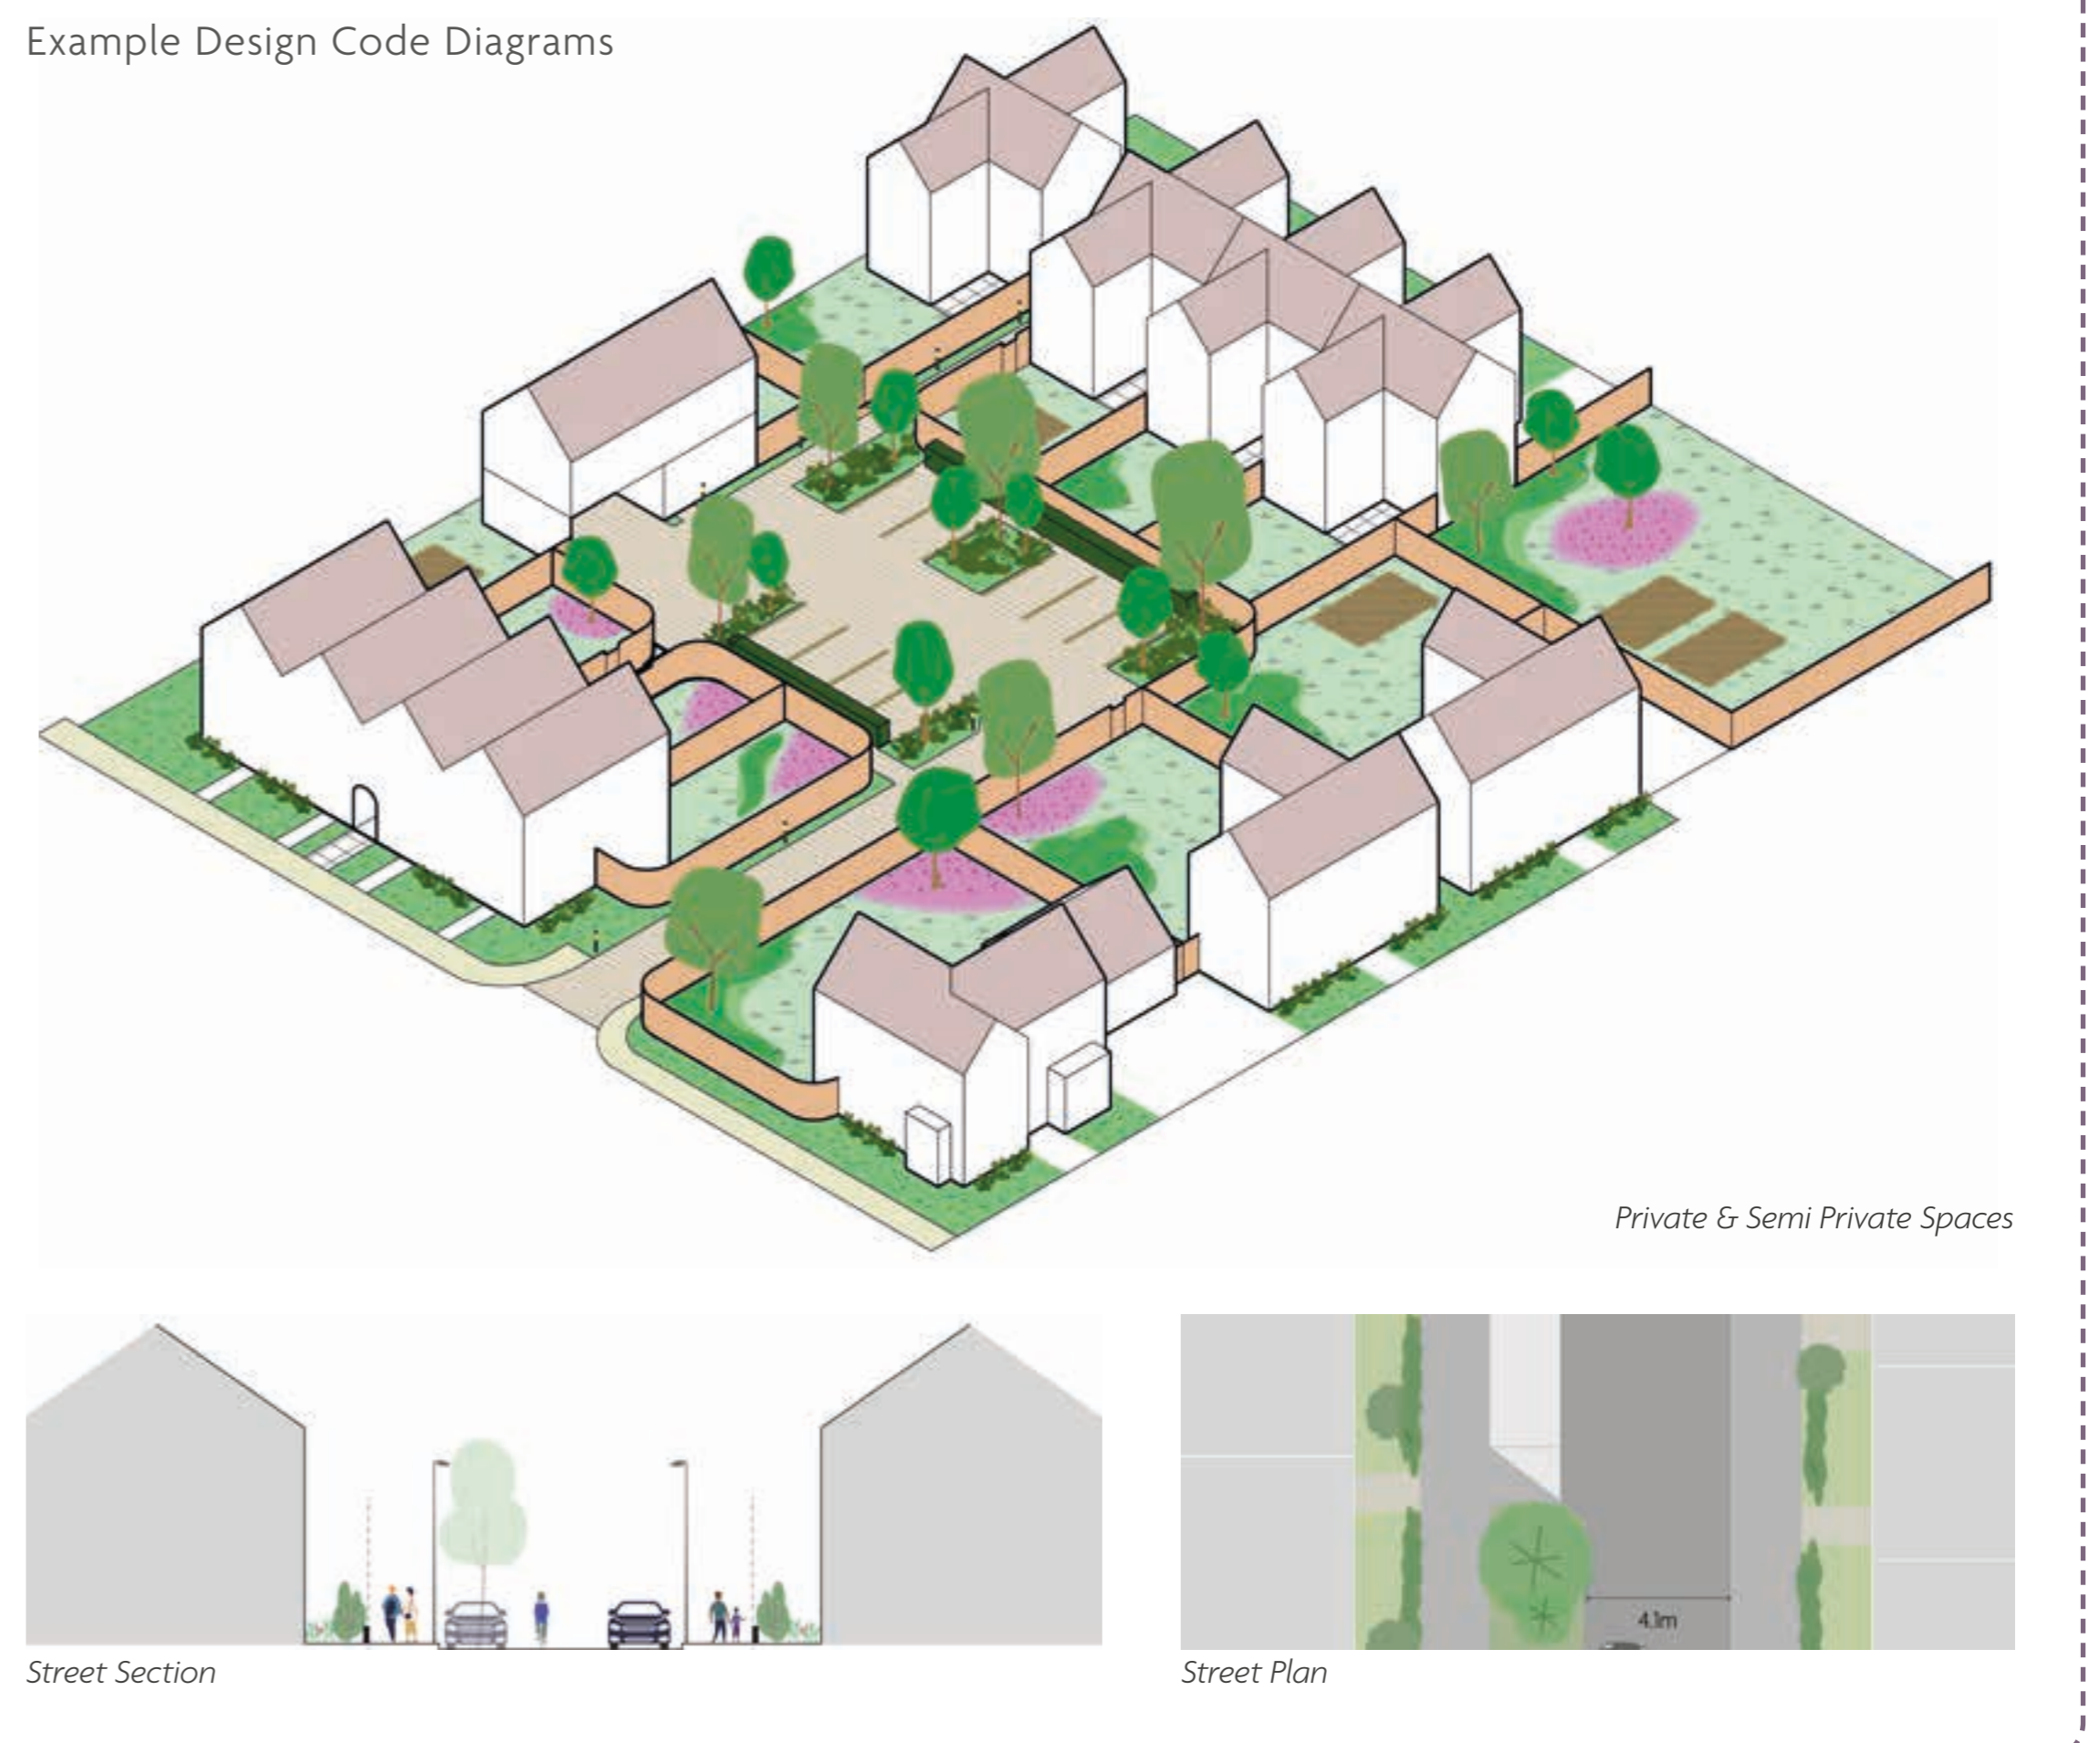 Example Design Code Diagrams
Private & Semi Private Spaces
4.1m
Street Section
Street Plan